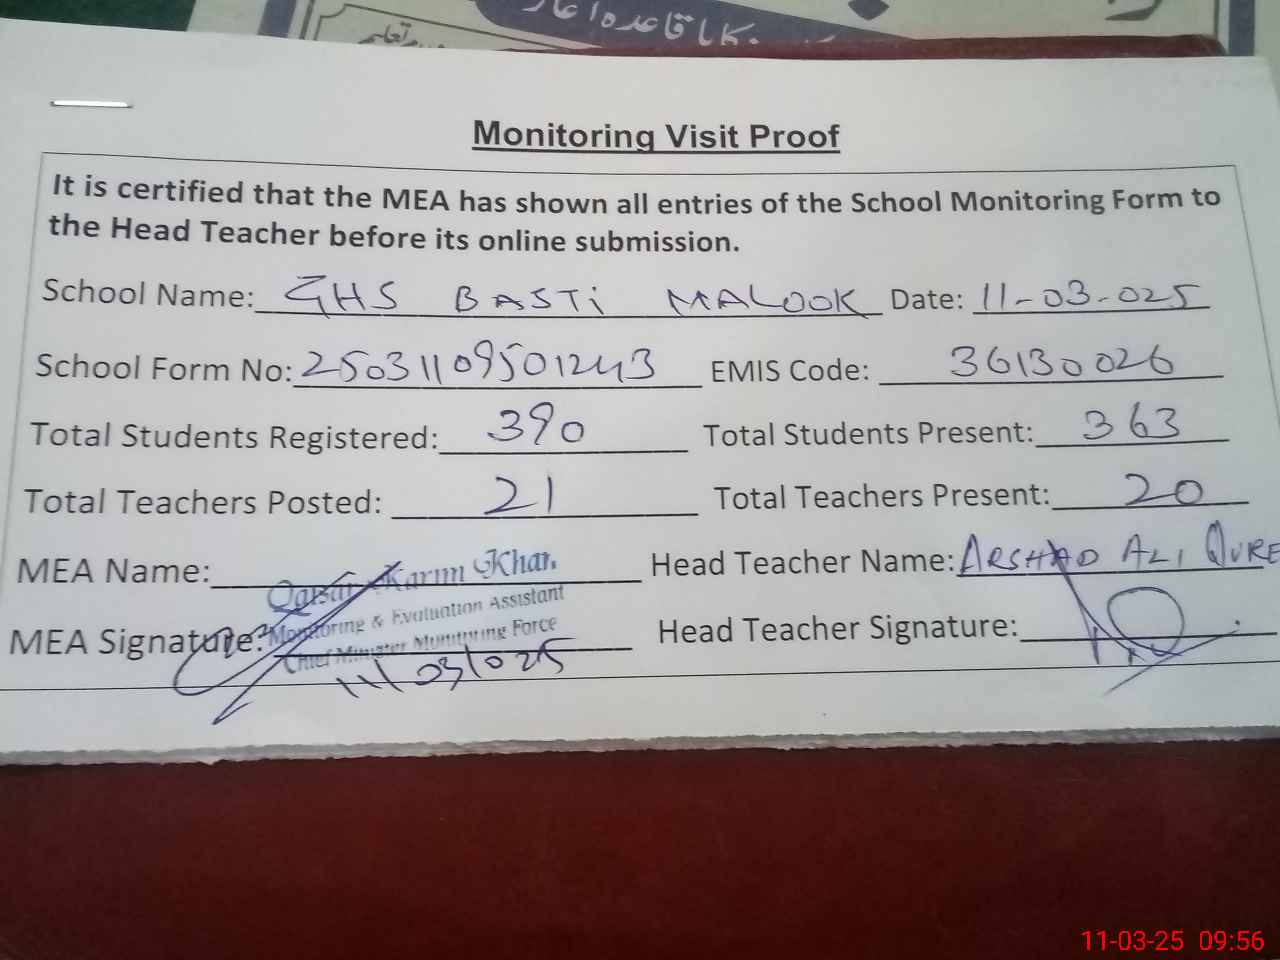 کا قاعدہ
Monitoring Visit Proof
It is certified that the MEA has shown all entries of the School Monitoring Form to
the Head Teacher before its online submission.
School Name: GHS BASTi MALOOK Date: 11-03-025
School Form No: 25031109501243 EMIS Code: 36130026
Total Students Registered: 390 Total Students Present: 363
Total Teachers Posted: 21 Total Teachers Present: 20
MEA Name: Qaisar Karim Khan Head Teacher Name: ARSHAD ALI QURE
Monitoring & Evaluation Assistant
MEA Signature: Head Teacher Signature:
Chief Minister Monitoring Force
11/03/025
11-03-25 09:56